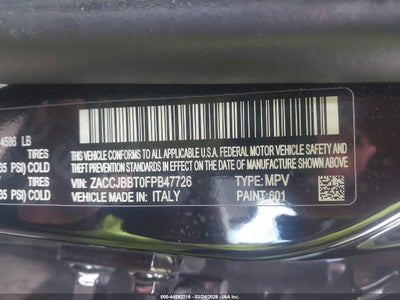 4586 LB
TIRES
35 PSI) COLD
TIRES
35 PSI) COLD
THIS VEHICLE CONFORMS TO ALL APPLICABLE U.S.A. FEDERAL MOTOR VEHICLE SAFETY AND
THEFT PREVENTION STANDARDS IN EFFECT ON THE DATE OF MANUFACTURE SHOWN ABOVE.
VIN: ZACCJBBT0FPB47726 TYPE: MPV
VEHICLE MADE IN: ITALY PAINT: 601
000-44592216 - 03/24/2026 - IAA Inc.